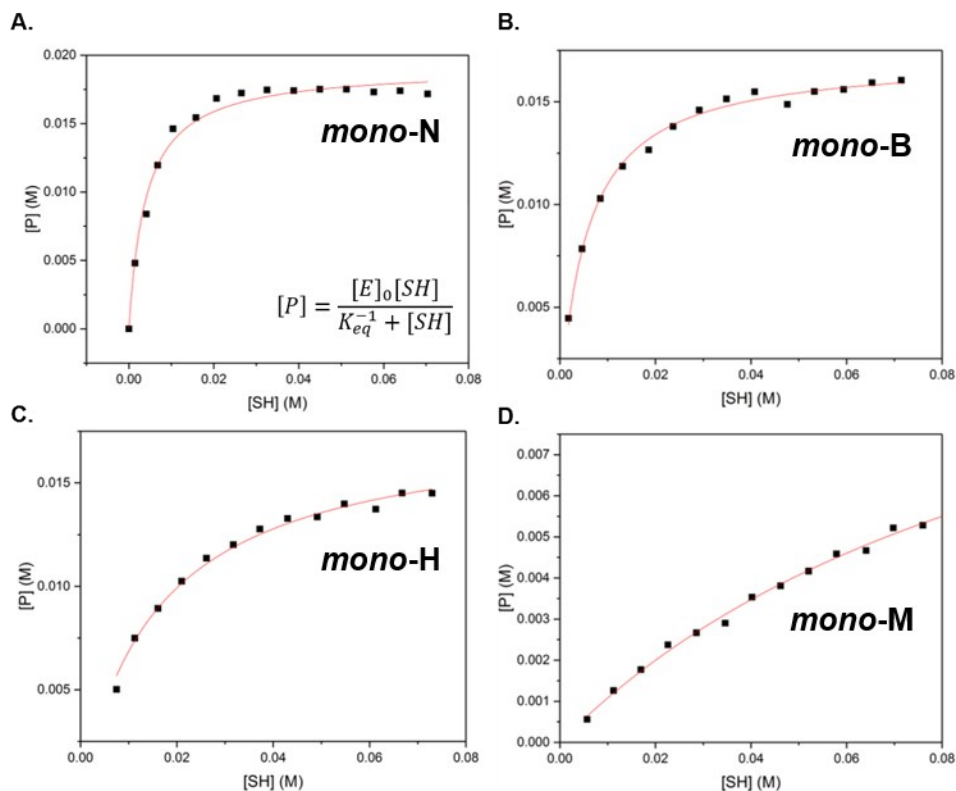 A.
0.020
0.015
0.010
0.005
0.000
[P] (M)
mono-N
[P] = [E]₀[SH] / K_eq⁻¹ + [SH]
0.00 0.02 0.04 0.06 0.08
[SH] (M)
B.
0.015
0.010
0.005
[P] (M)
mono-B
0.00 0.02 0.04 0.06 0.08
[SH] (M)
C.
0.015
0.010
0.005
[P] (M)
mono-H
0.00 0.02 0.04 0.06 0.08
[SH] (M)
D.
0.007
0.006
0.005
0.004
0.003
0.002
0.001
0.000
[P] (M)
mono-M
0.00 0.02 0.04 0.06 0.08
[SH] (M)